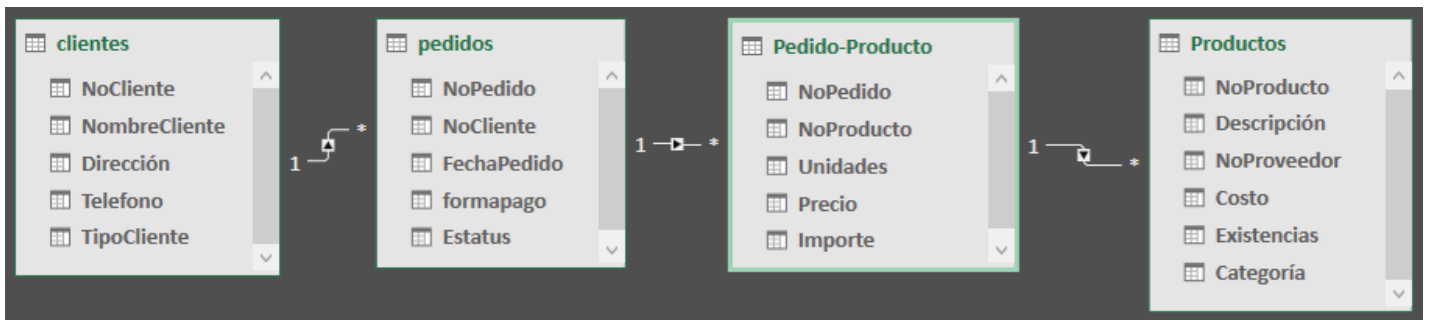 clientes
NoCliente
NombreCliente
Dirección
Telefono
TipoCliente
1
*
pedidos
NoPedido
NoCliente
FechaPedido
formapago
Estatus
1
*
Pedido-Producto
NoPedido
NoProducto
Unidades
Precio
Importe
1
*
Productos
NoProducto
Descripción
NoProveedor
Costo
Existencias
Categoría